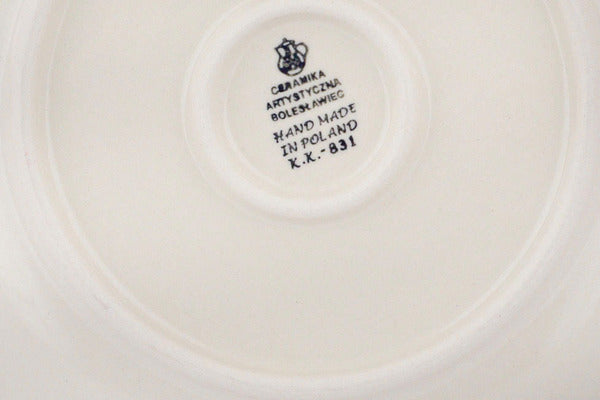 CERAMIKA
ARTYSTYCZNA
BOLESŁAWIEC
HAND MADE
IN POLAND
K.K.-831